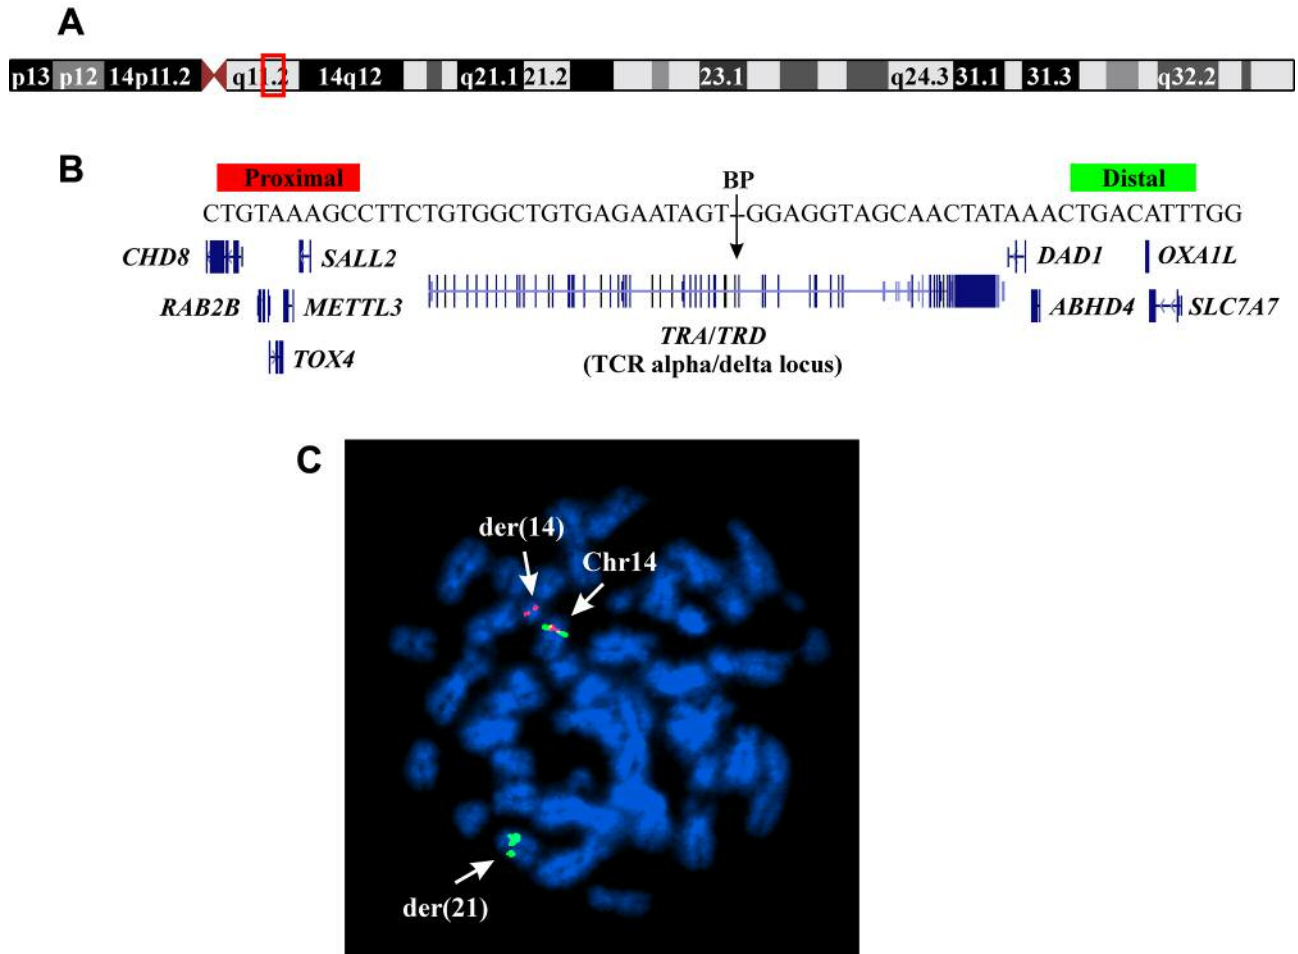 A
p13 p12 14p11.2 q11.2 14q12 q21.1 21.2 23.1 q24.3 31.1 31.3 q32.2
B
Proximal BP Distal
CTGTAAAGCCTTCTGTGGCTGTGAGAATAGT-GGAGGTAGCAACTATAAACTGACATTTGG
CHD8 SALL2 DAD1 OXA1L
RAB2B METTL3 ABHD4 SLC7A7
TRA/TRD
TOX4 (TCR alpha/delta locus)
C
der(14)
Chr14
der(21)